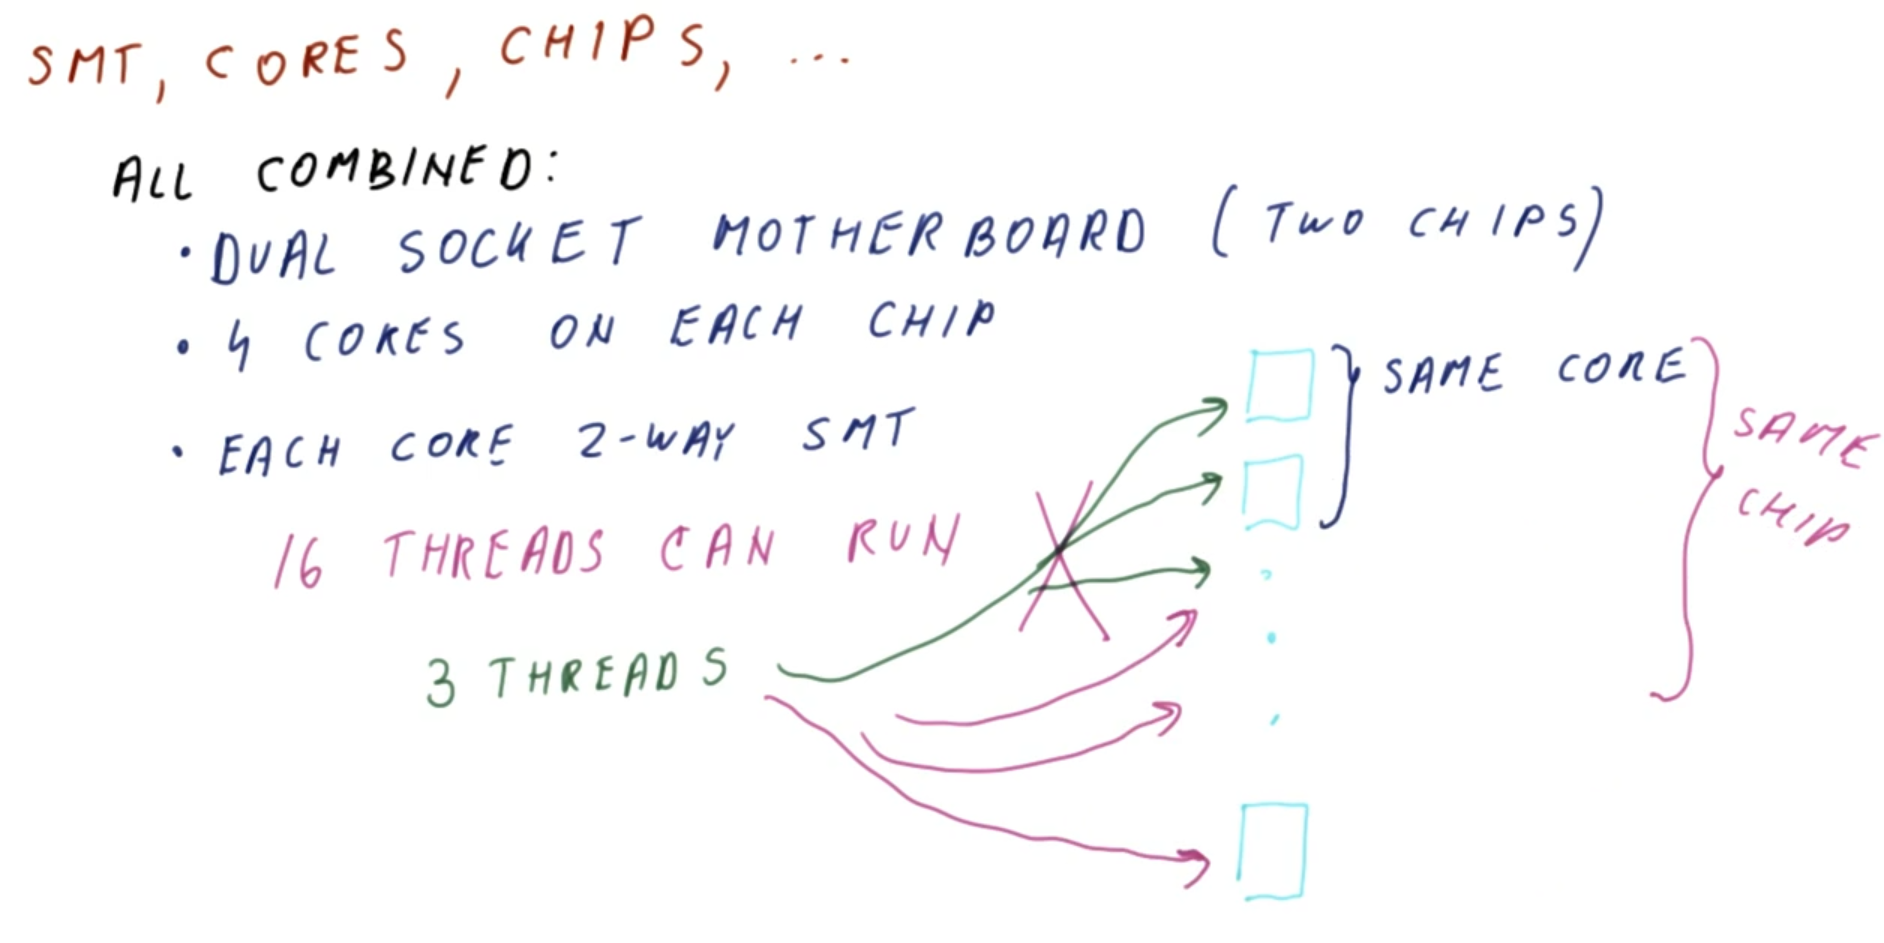 SMT, CORES, CHIPS, ...
ALL COMBINED:
• DUAL SOCKET MOTHERBOARD (TWO CHIPS)
• 4 CORES ON EACH CHIP
• EACH CORE 2-WAY SMT
16 THREADS CAN RUN
3 THREADS
SAME CORE
SAME
CHIP